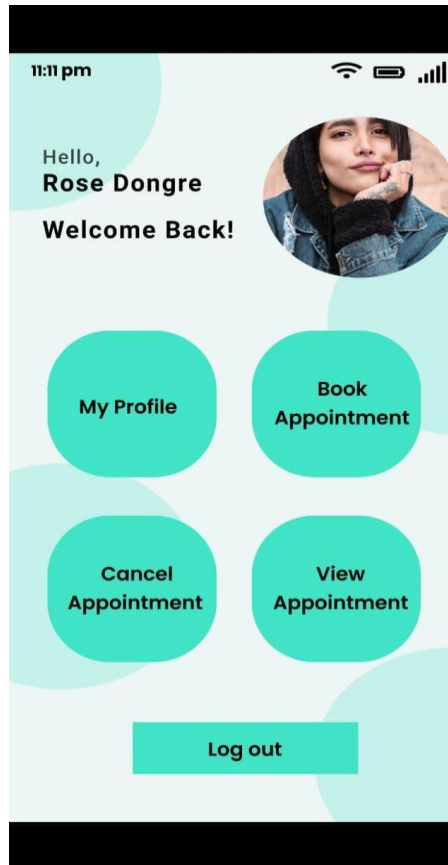 11:11 pm
Hello,
Rose Dongre
Welcome Back!
My Profile
Book
Appointment
Cancel
Appointment
View
Appointment
Log out